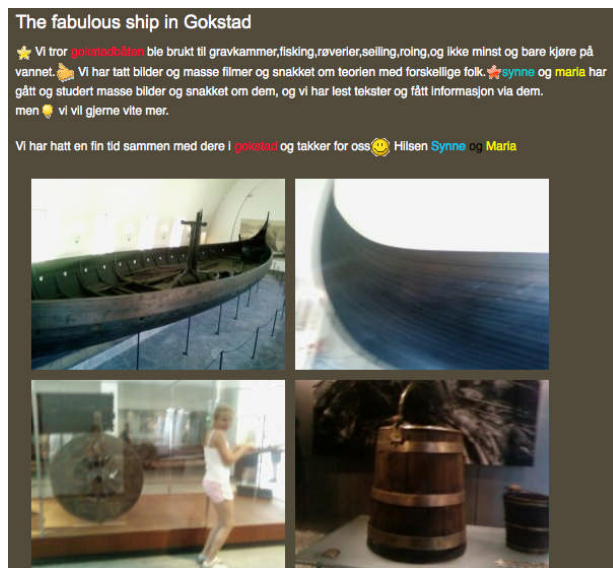 The fabulous ship in Gokstad
Vi tror gokstadbåten ble brukt til gravkammer,fisking,røverier,seiling,roing,og ikke minst og bare kjøre på
vannet. Vi har tatt bilder og masse filmer og snakket om teorien med forskellige folk. synne og maria har
gått og studert masse bilder og snakket om dem, og vi har lest tekster og fått informasjon via dem.
men vi vil gjerne vite mer.
Vi har hatt en fin tid sammen med dere i gokstad og takker for oss Hilsen Synne og Maria